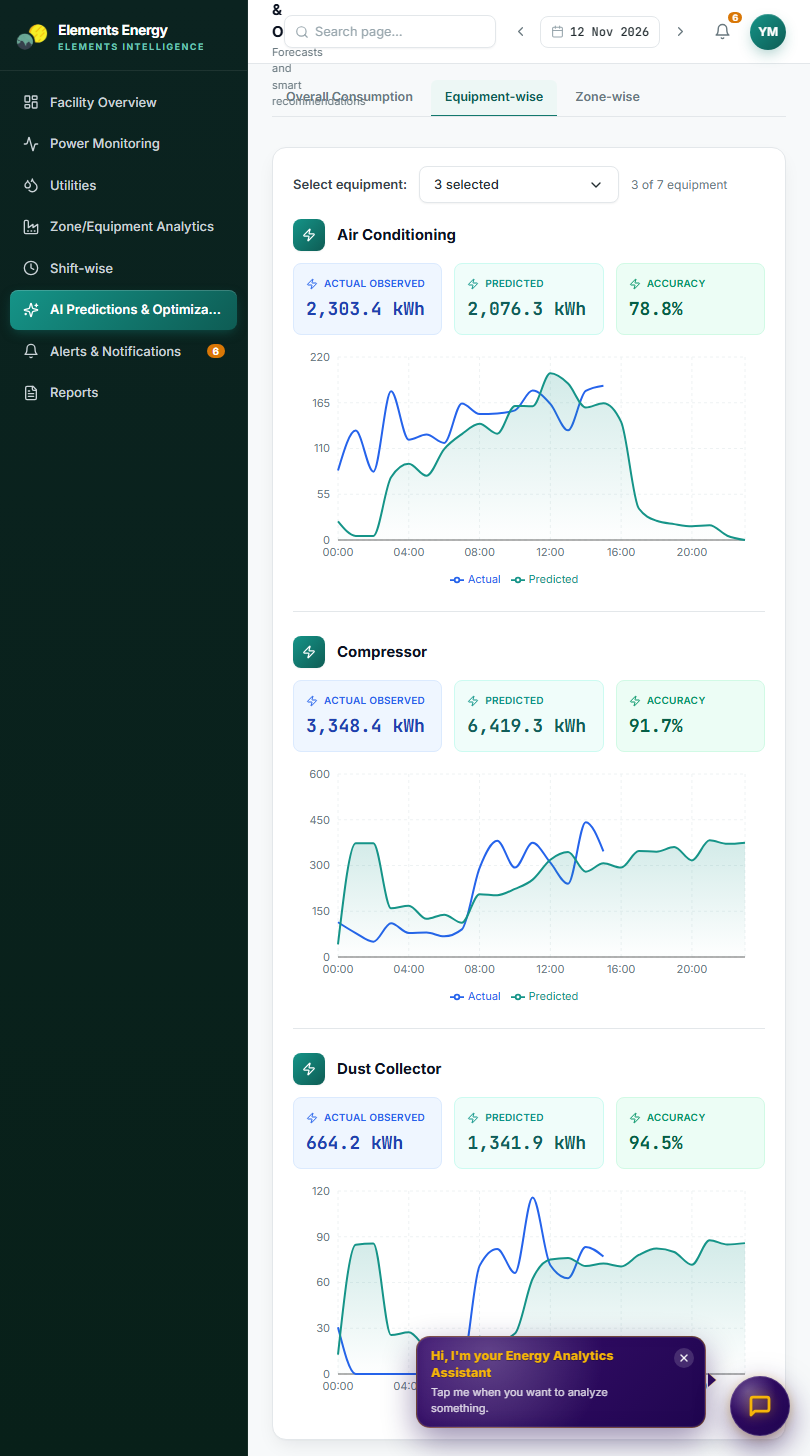 Elements Energy
ELEMENTS INTELLIGENCE
Facility Overview
Power Monitoring
Utilities
Zone/Equipment Analytics
Shift-wise
AI Predictions & Optimiza...
Alerts & Notifications
6
Reports
&
O
Forecasts
and
smart
recommendations
Search page...
12 Nov 2026
6
YM
Overall Consumption
Equipment-wise
Zone-wise
Select equipment:
3 selected
3 of 7 equipment
Air Conditioning
ACTUAL OBSERVED
2,303.4 kWh
PREDICTED
2,076.3 kWh
ACCURACY
78.8%
220
165
110
55
0
00:00 04:00 08:00 12:00 16:00 20:00
Actual Predicted
Compressor
ACTUAL OBSERVED
3,348.4 kWh
PREDICTED
6,419.3 kWh
ACCURACY
91.7%
600
450
300
150
0
00:00 04:00 08:00 12:00 16:00 20:00
Actual Predicted
Dust Collector
ACTUAL OBSERVED
664.2 kWh
PREDICTED
1,341.9 kWh
ACCURACY
94.5%
120
90
60
30
0
00:00 04:0
Hi, I'm your Energy Analytics
Assistant
Tap me when you want to analyze
something.